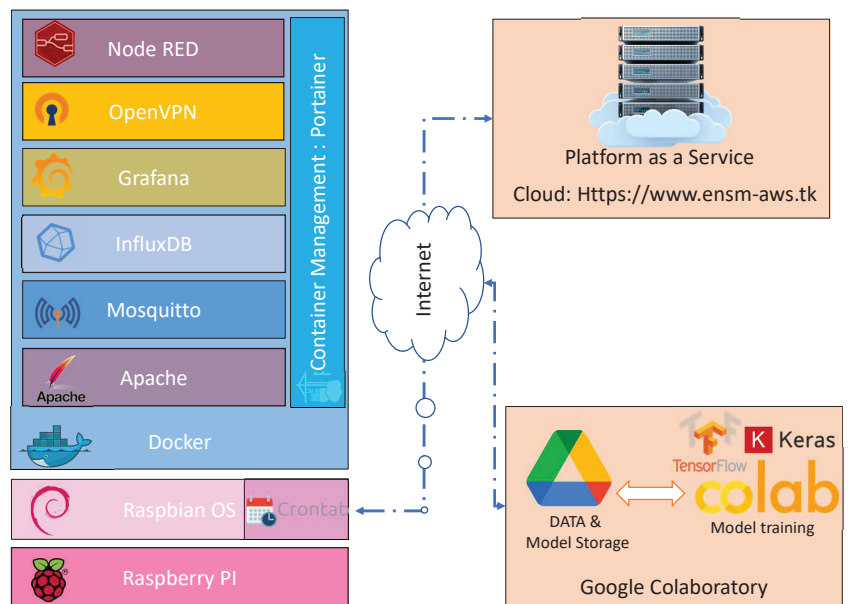 Node RED
OpenVPN
Grafana
InfluxDB
Mosquitto
Apache
Apache
Docker
Container Management : Portainer
Raspbian OS
Crontab
Raspberry PI
Internet
Platform as a Service
Cloud: Https://www.ensm-aws.tk
TensorFlow
K Keras
colab
DATA &
Model Storage
Model training
Google Colaboratory